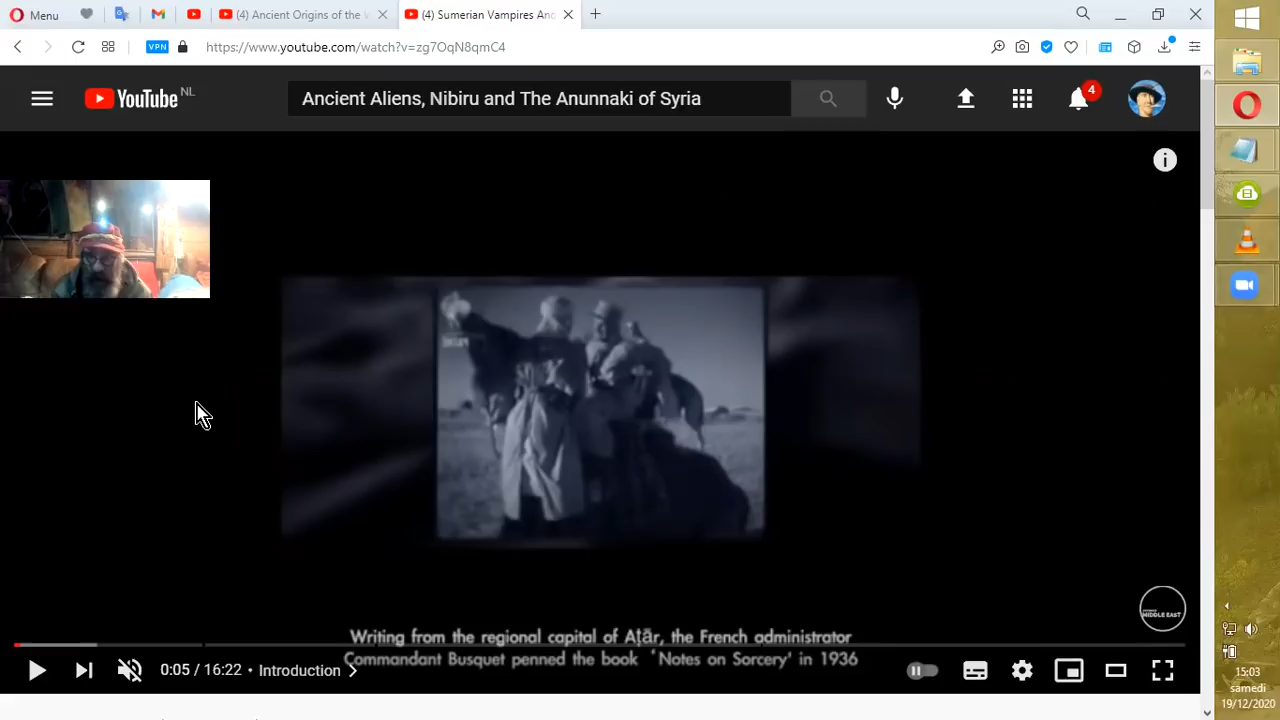 Menu
(4) Ancient Origins of the V
(4) Sumerian Vampires And
VPN
https://www.youtube.com/watch?v=zg7OqN8qmC4
YouTube NL
Ancient Aliens, Nibiru and The Anunnaki of Syria
4
i
MIDDLE EAST
Writing from the regional capital of Aṭār, the French administrator
Commandant Busquet penned the book 'Notes on Sorcery' in 1936
0:05 / 16:22 • Introduction
15:03
samedi
19/12/2020